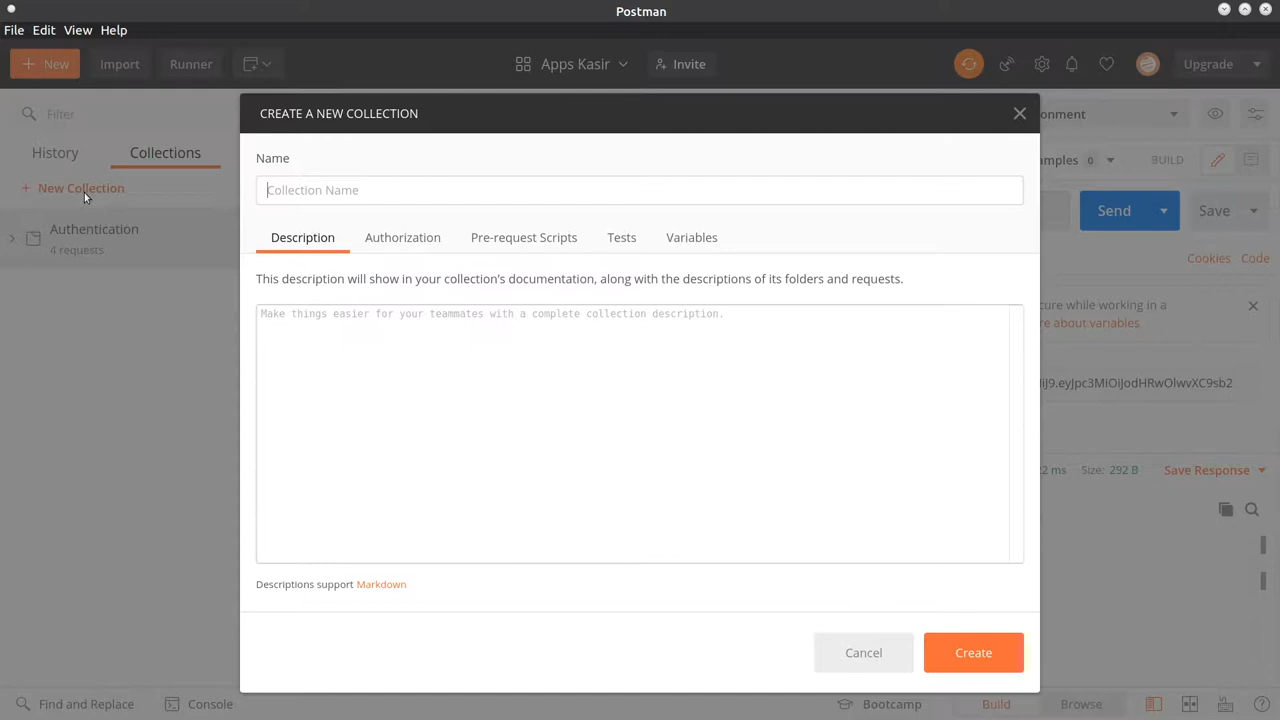 Postman
File Edit View Help
New Import Runner Apps Kasir Invite Upgrade
Filter
History Collections
+ New Collection
Authentication
4 requests
CREATE A NEW COLLECTION
Name
Collection Name
Description Authorization Pre-request Scripts Tests Variables
This description will show in your collection's documentation, along with the descriptions of its folders and requests.
Make things easier for your teammates with a complete collection description.
Descriptions support Markdown
Cancel Create
onment
amples 0 BUILD
Send Save
Cookies Code
cure while working in a
e about variables
iJ9.eyJpc3MiOiJodHRwOlwvXC9sb2
2 ms Size: 292 B Save Response
Find and Replace Console Bootcamp Build Browse